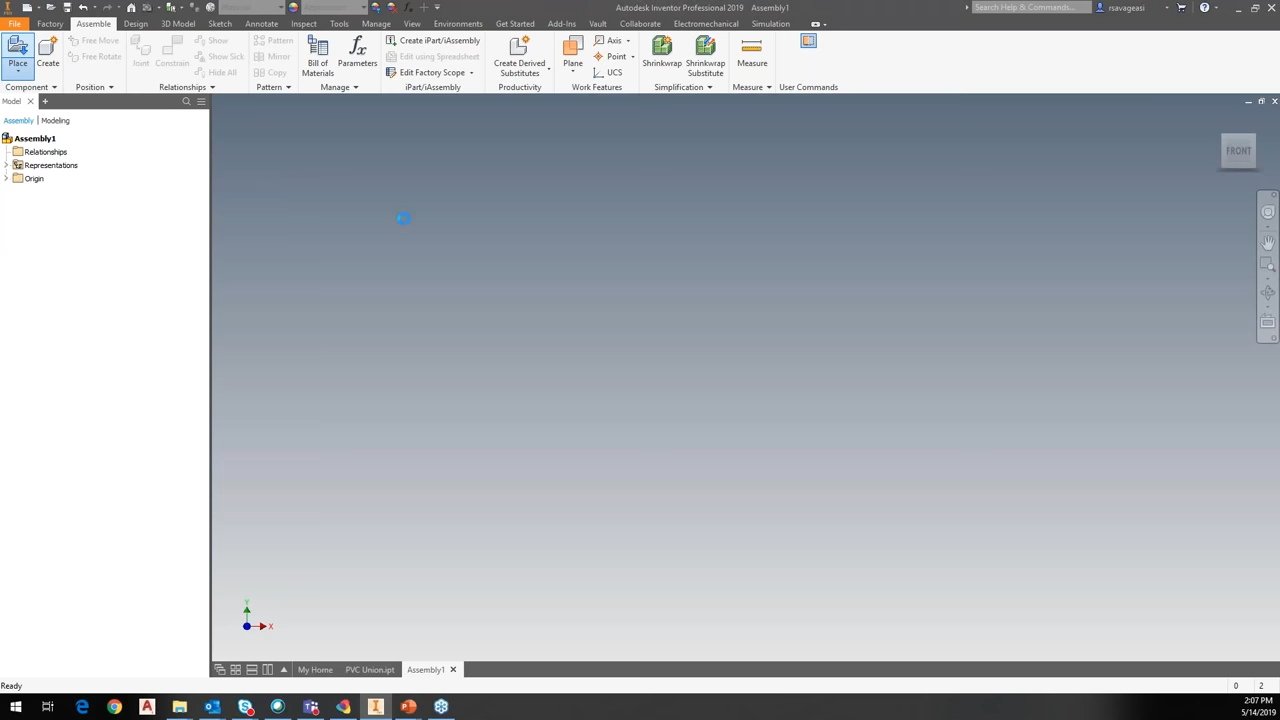 Autodesk Inventor Professional 2019 Assembly1
Search Help & Commands...
rsavageasi
File Factory Assemble Design 3D Model Sketch Annotate Inspect Tools Manage View Environments Get Started Add-Ins Vault Collaborate Electromechanical Simulation
Place Create Free Move Free Rotate Joint Constrain Show Show Sick Hide All Pattern Mirror Copy Bill of Materials Parameters Create iPart/iAssembly Edit using Spreadsheet Edit Factory Scope Create Derived Substitutes Plane Axis Point UCS Shrinkwrap Shrinkwrap Substitute Measure
Component Position Relationships Pattern Manage iPart/iAssembly Productivity Work Features Simplification Measure User Commands
Model
Assembly | Modeling
Assembly1
Relationships
Representations
Origin
FRONT
Y
X
My Home PVC Union.ipt Assembly1
Ready 0 2
2:07 PM
5/14/2019